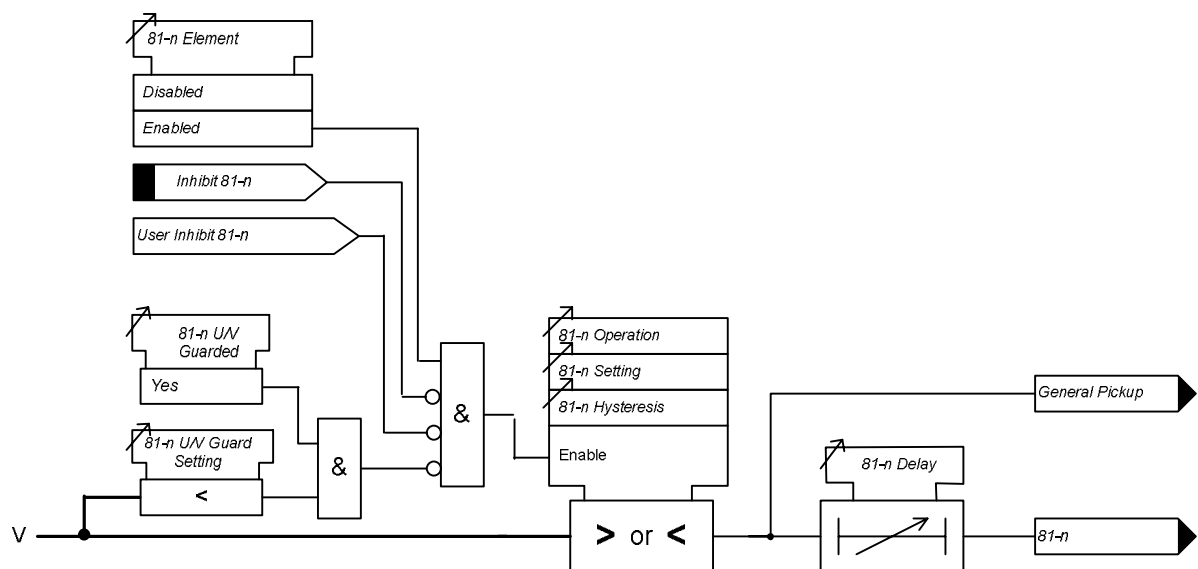 81-n Element
Disabled
Enabled
Inhibit 81-n
User Inhibit 81-n
81-n U/V
Guarded
Yes
81-n U/V Guard
Setting
<
&
&
81-n Operation
81-n Setting
81-n Hysteresis
Enable
V
> or <
81-n Delay
General Pickup
81-n